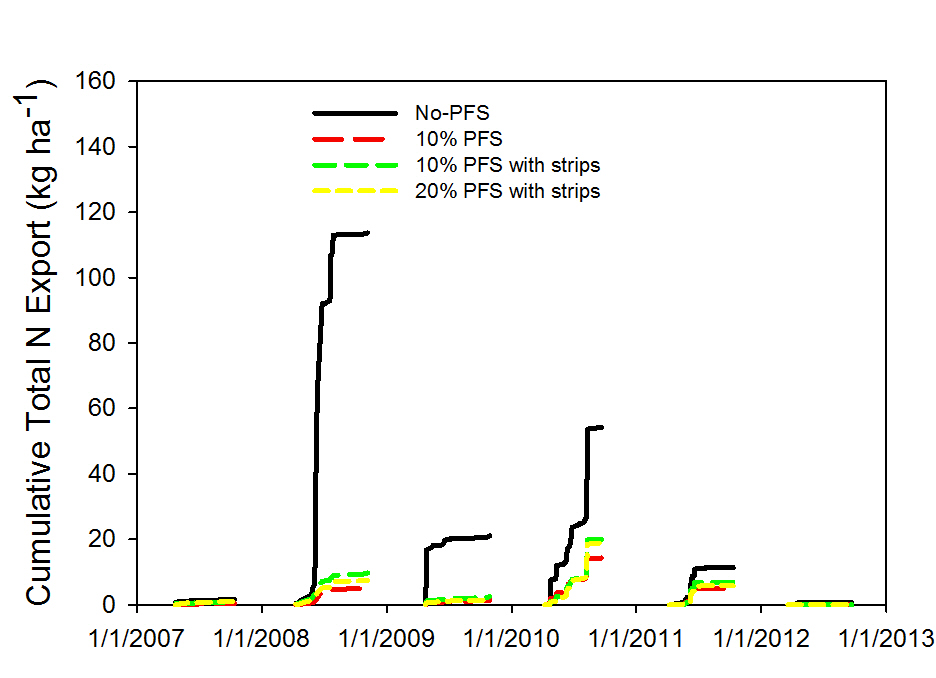 Cumulative Total N Export (kg ha-1)
160
140
120
100
80
60
40
20
0
No-PFS
10% PFS
10% PFS with strips
20% PFS with strips
1/1/2007 1/1/2008 1/1/2009 1/1/2010 1/1/2011 1/1/2012 1/1/2013